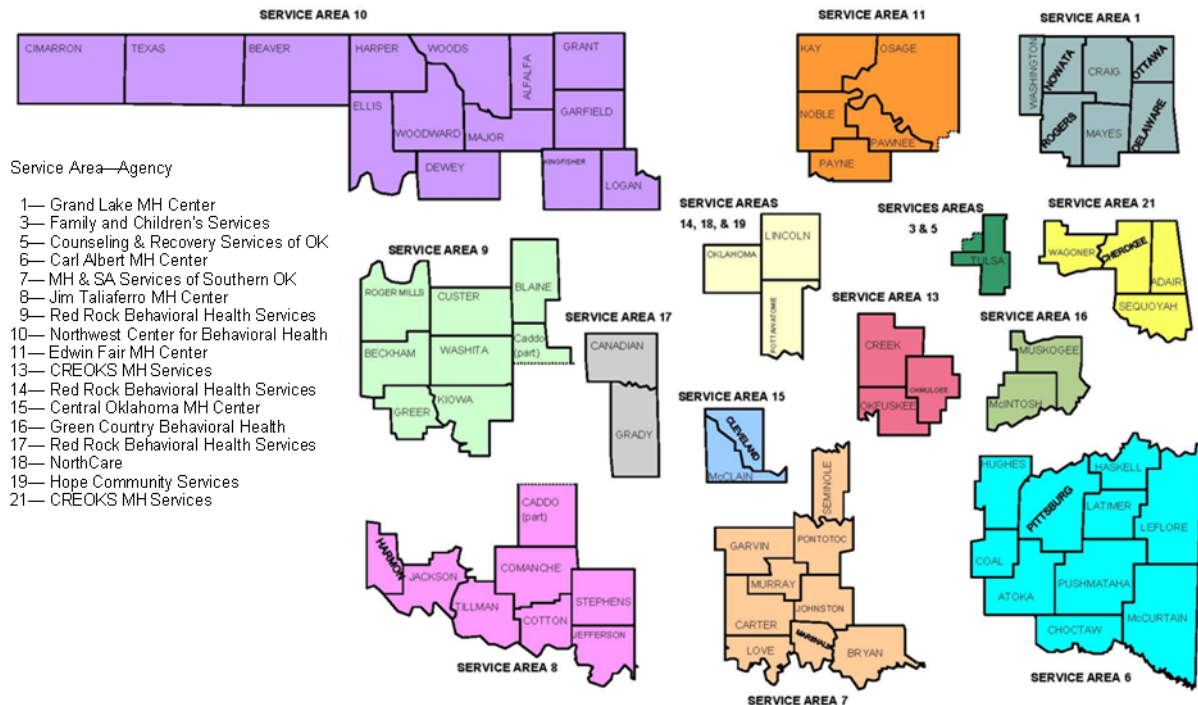 SERVICE AREA 10
CIMARRON
TEXAS
BEAVER
HARPER
WOODS
ALFALFA
GRANT
ELLIS
WOODWARD
MAJOR
GARFIELD
DEWEY
KINGFISHER
LOGAN
SERVICE AREA 11
KAY
OSAGE
NOBLE
PAWNEE
PAYNE
SERVICE AREA 1
WASHINGTON
NOWATA
CRAIG
OTTAWA
ROGERS
MAYES
DELAWARE
Service Area—Agency
1— Grand Lake MH Center
3— Family and Children's Services
5— Counseling & Recovery Services of OK
6— Carl Albert MH Center
7— MH & SA Services of Southern OK
8— Jim Taliaferro MH Center
9— Red Rock Behavioral Health Services
10— Northwest Center for Behavioral Health
11— Edwin Fair MH Center
13— CREOKS MH Services
14— Red Rock Behavioral Health Services
15— Central Oklahoma MH Center
16— Green Country Behavioral Health
17— Red Rock Behavioral Health Services
18— NorthCare
19— Hope Community Services
21— CREOKS MH Services
SERVICE AREAS
14, 18, & 19
LINCOLN
OKLAHOMA
POTTAWATOMIE
SERVICES AREAS
3 & 5
TULSA
SERVICE AREA 21
WAGONER
CHEROKEE
ADAIR
SEQUOYAH
SERVICE AREA 9
ROGER MILLS
CUSTER
BLAINE
BECKHAM
WASHITA
Caddo
(part)
GREER
KIOWA
SERVICE AREA 17
CANADIAN
GRADY
SERVICE AREA 13
CREEK
OKMULGEE
OKFUSKEE
SERVICE AREA 16
MUSKOGEE
McINTOSH
SERVICE AREA 15
CLEVELAND
McCLAIN
CADDO
(part)
HARMON
JACKSON
COMANCHE
TILLMAN
COTTON
STEPHENS
JEFFERSON
SERVICE AREA 8
SEMINOLE
GARVIN
PONTOTOC
MURRAY
JOHNSTON
CARTER
MARSHALL
LOVE
BRYAN
SERVICE AREA 7
HUGHES
PITTSBURG
HASKELL
LATIMER
LEFLORE
COAL
ATOKA
PUSHMATAHA
CHOCTAW
McCURTAIN
SERVICE AREA 6